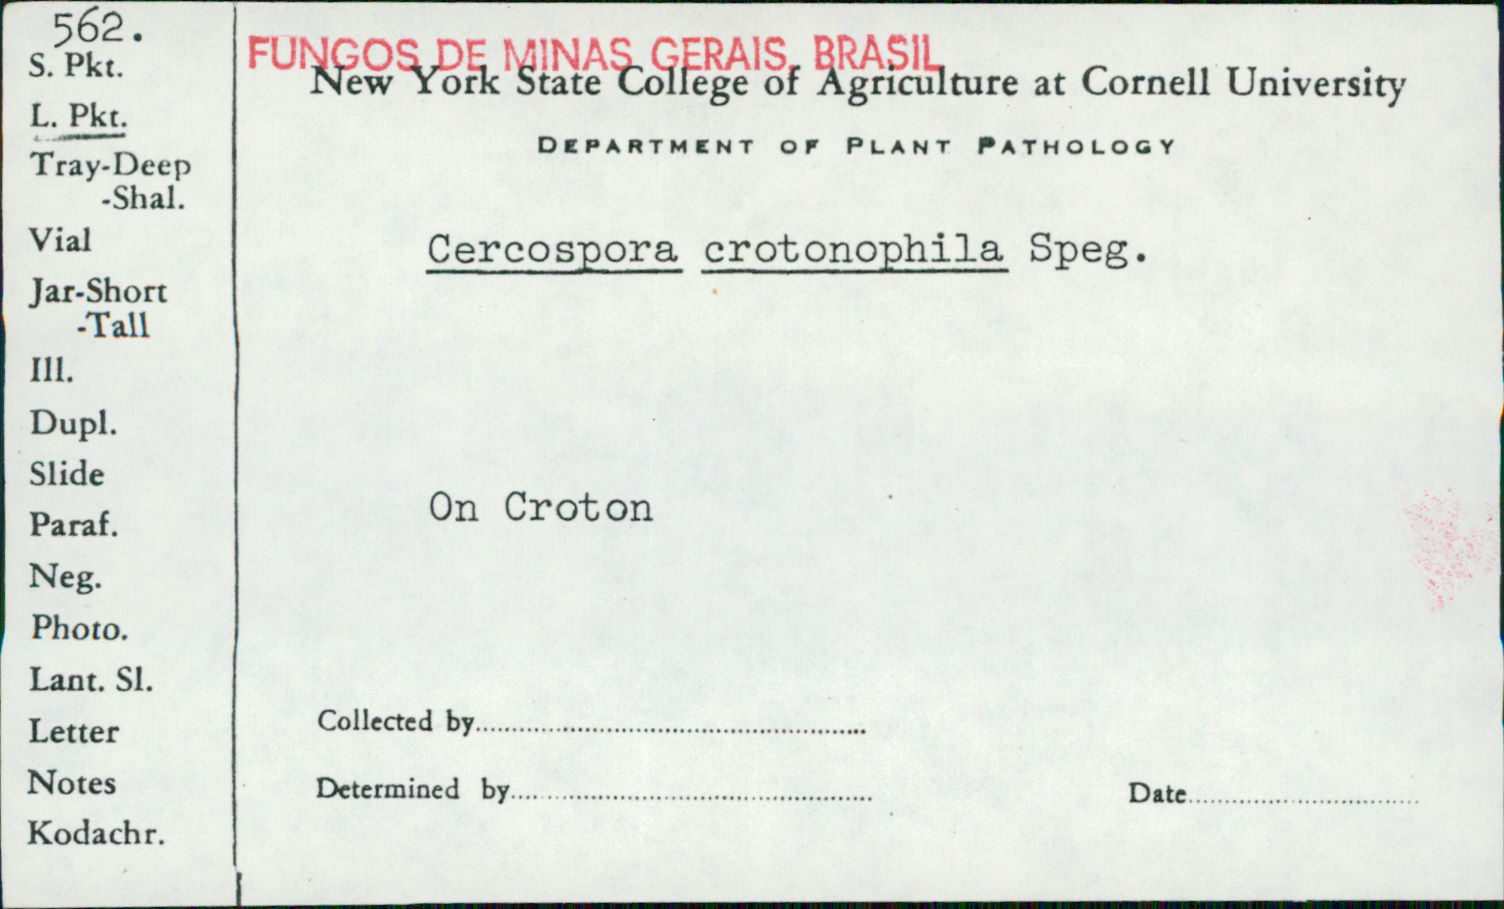 562.
S. Pkt.
L. Pkt.
Tray-Deep
-Shal.
Vial
Jar-Short
-Tall
Ill.
Dupl.
Slide
Paraf.
Neg.
Photo.
Lant. Sl.
Letter
Notes
Kodachr.
FUNGOS DE MINAS GERAIS, BRASIL
New York State College of Agriculture at Cornell University
DEPARTMENT OF PLANT PATHOLOGY
Cercospora crotonophila Speg.
On Croton
Collected by
Determined by
Date